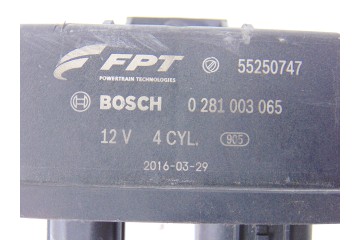 FPT 55250747
POWERTRAIN TECHNOLOGIES
BOSCH 0 281 003 065
12 V 4 CYL. 905
2016-03-29